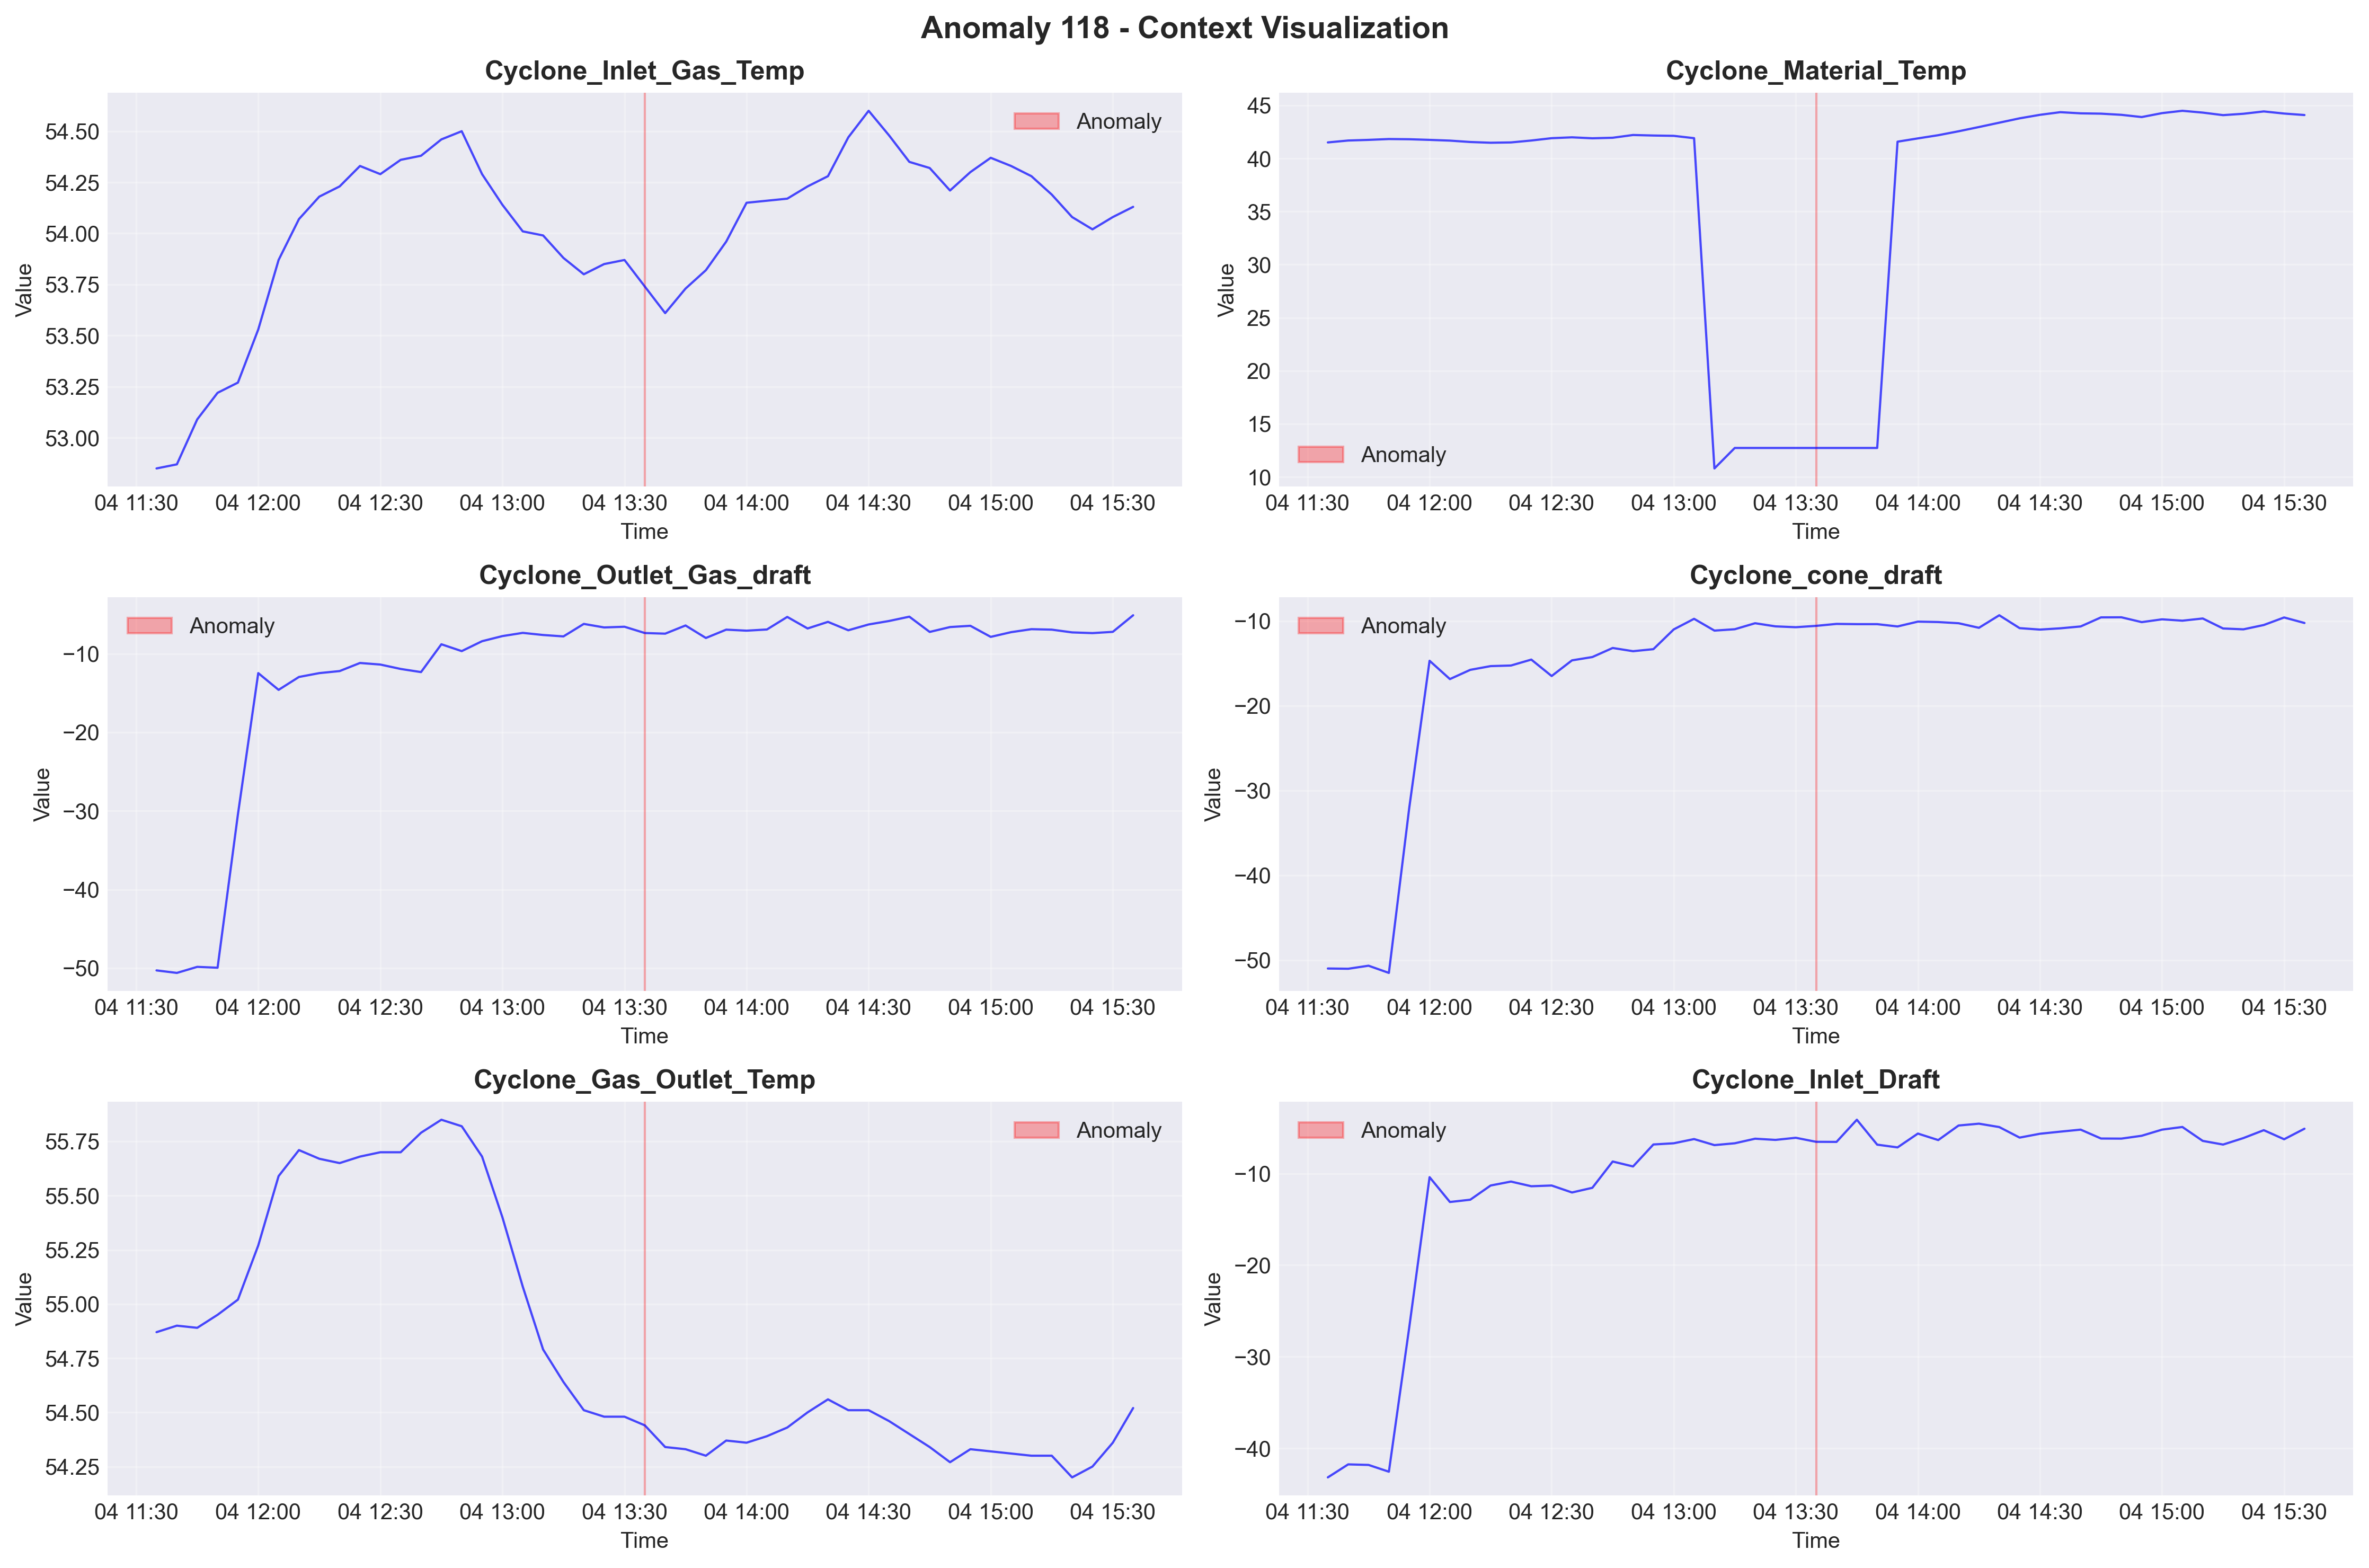 Anomaly 118 - Context Visualization
Cyclone_Inlet_Gas_Temp
Value
54.50
54.25
54.00
53.75
53.50
53.25
53.00
Anomaly
04 11:30 04 12:00 04 12:30 04 13:00 04 13:30 04 14:00 04 14:30 04 15:00 04 15:30
Time
Cyclone_Material_Temp
Value
45
40
35
30
25
20
15
10
Anomaly
04 11:30 04 12:00 04 12:30 04 13:00 04 13:30 04 14:00 04 14:30 04 15:00 04 15:30
Time
Cyclone_Outlet_Gas_draft
Value
−10
−20
−30
−40
−50
Anomaly
04 11:30 04 12:00 04 12:30 04 13:00 04 13:30 04 14:00 04 14:30 04 15:00 04 15:30
Time
Cyclone_cone_draft
Value
−10
−20
−30
−40
−50
Anomaly
04 11:30 04 12:00 04 12:30 04 13:00 04 13:30 04 14:00 04 14:30 04 15:00 04 15:30
Time
Cyclone_Gas_Outlet_Temp
Value
55.75
55.50
55.25
55.00
54.75
54.50
54.25
Anomaly
04 11:30 04 12:00 04 12:30 04 13:00 04 13:30 04 14:00 04 14:30 04 15:00 04 15:30
Time
Cyclone_Inlet_Draft
Value
−10
−20
−30
−40
Anomaly
04 11:30 04 12:00 04 12:30 04 13:00 04 13:30 04 14:00 04 14:30 04 15:00 04 15:30
Time